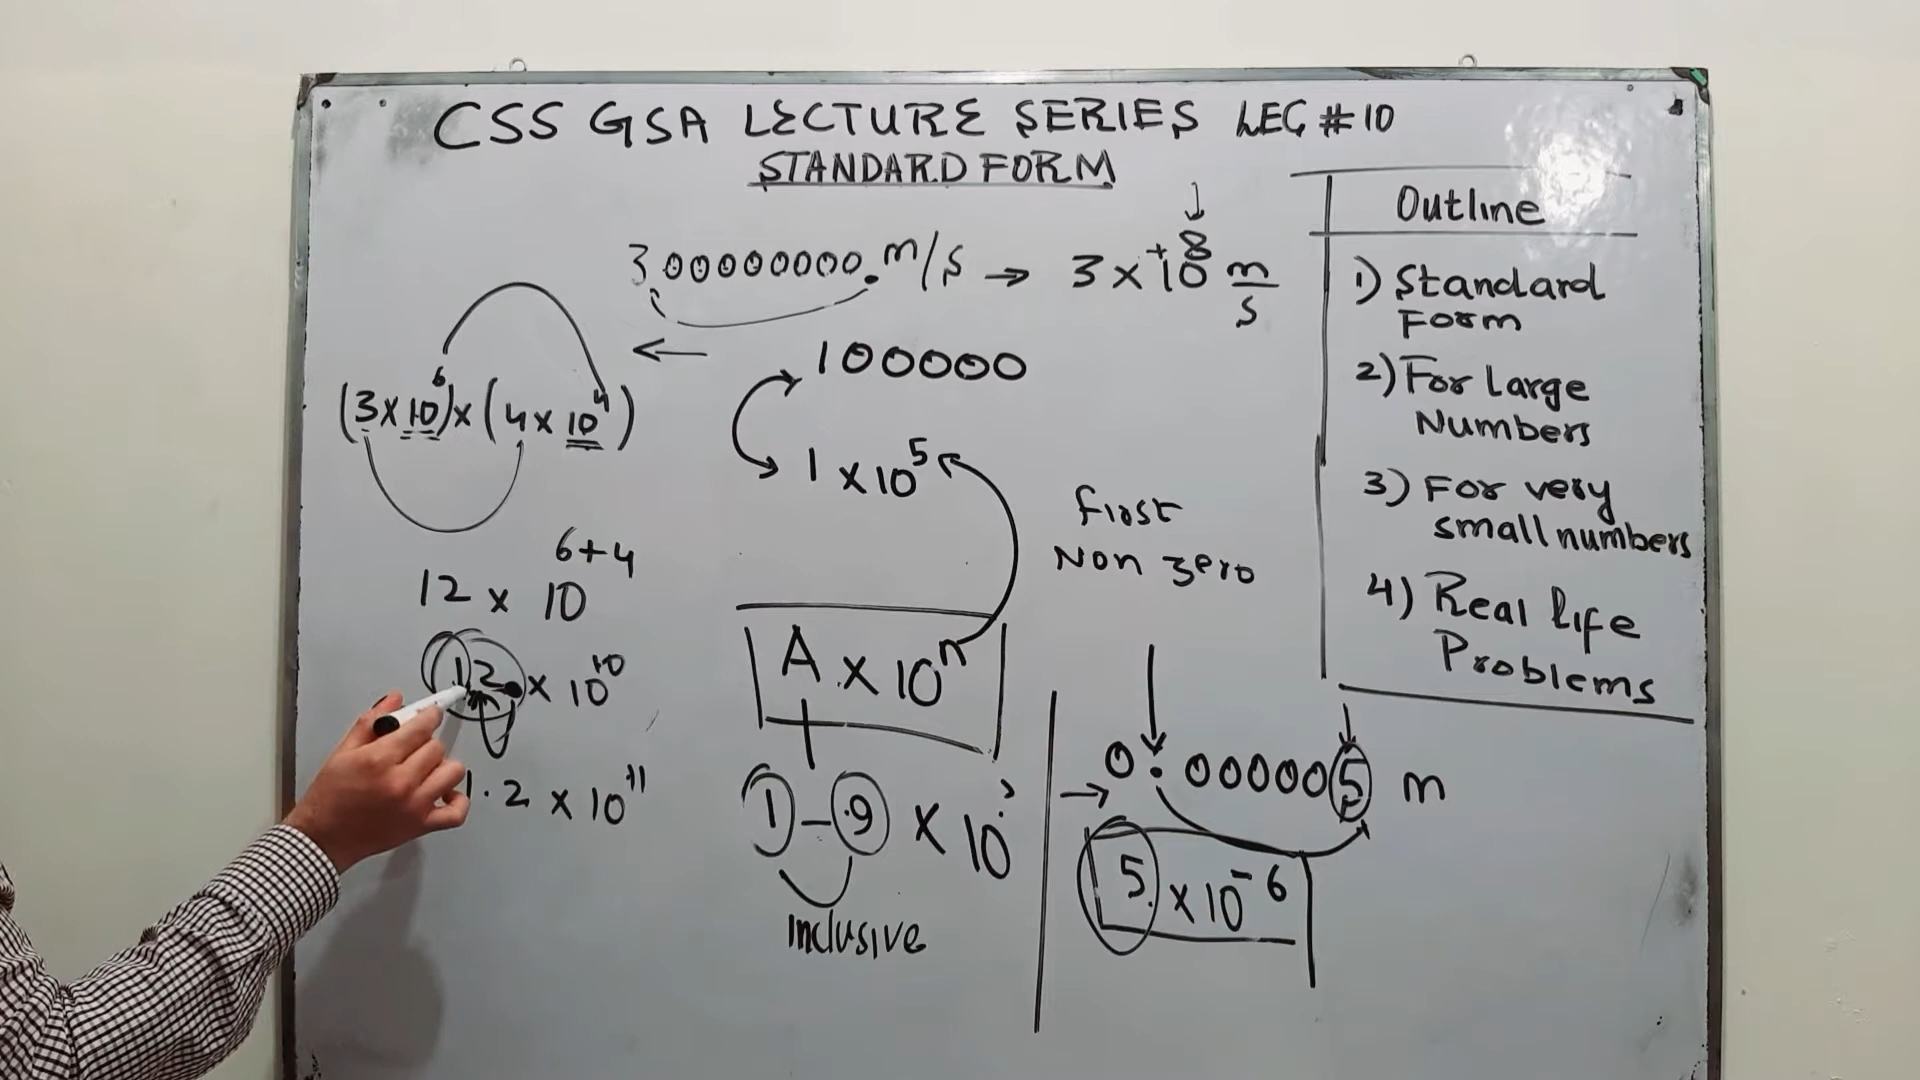 CSS GSA LECTURE SERIES LEC # 10
STANDARD FORM
300000000. m/s → 3 × 10⁺⁸ m/s
← 100000
(3×10⁶)×(4×10⁴)
1 × 10⁵
12 × 10⁶⁺⁴
12. × 10¹⁰
1.2 × 10¹¹
A × 10ⁿ
1 – 9 × 10
Inclusive
First
Non zero
→ 0.000005 m
5. × 10⁻⁶
Outline
1) Standard
Form
2) For Large
Numbers
3) For very
small numbers
4) Real life
Problems